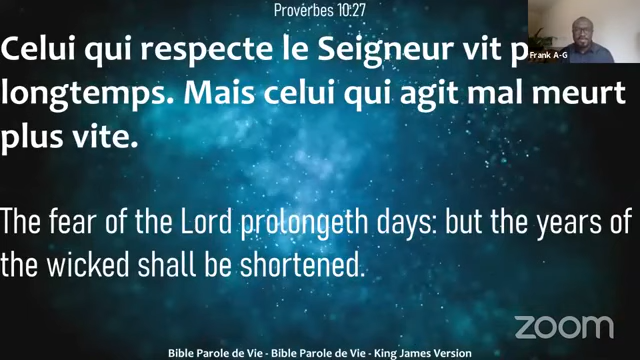 Proverbes 10:27
Celui qui respecte le Seigneur vit
longtemps. Mais celui qui agit mal meurt
plus vite.
The fear of the Lord prolongeth days: but the years of
the wicked shall be shortened.
Frank A-G
zoom
Bible Parole de Vie - Bible Parole de Vie - King James Version